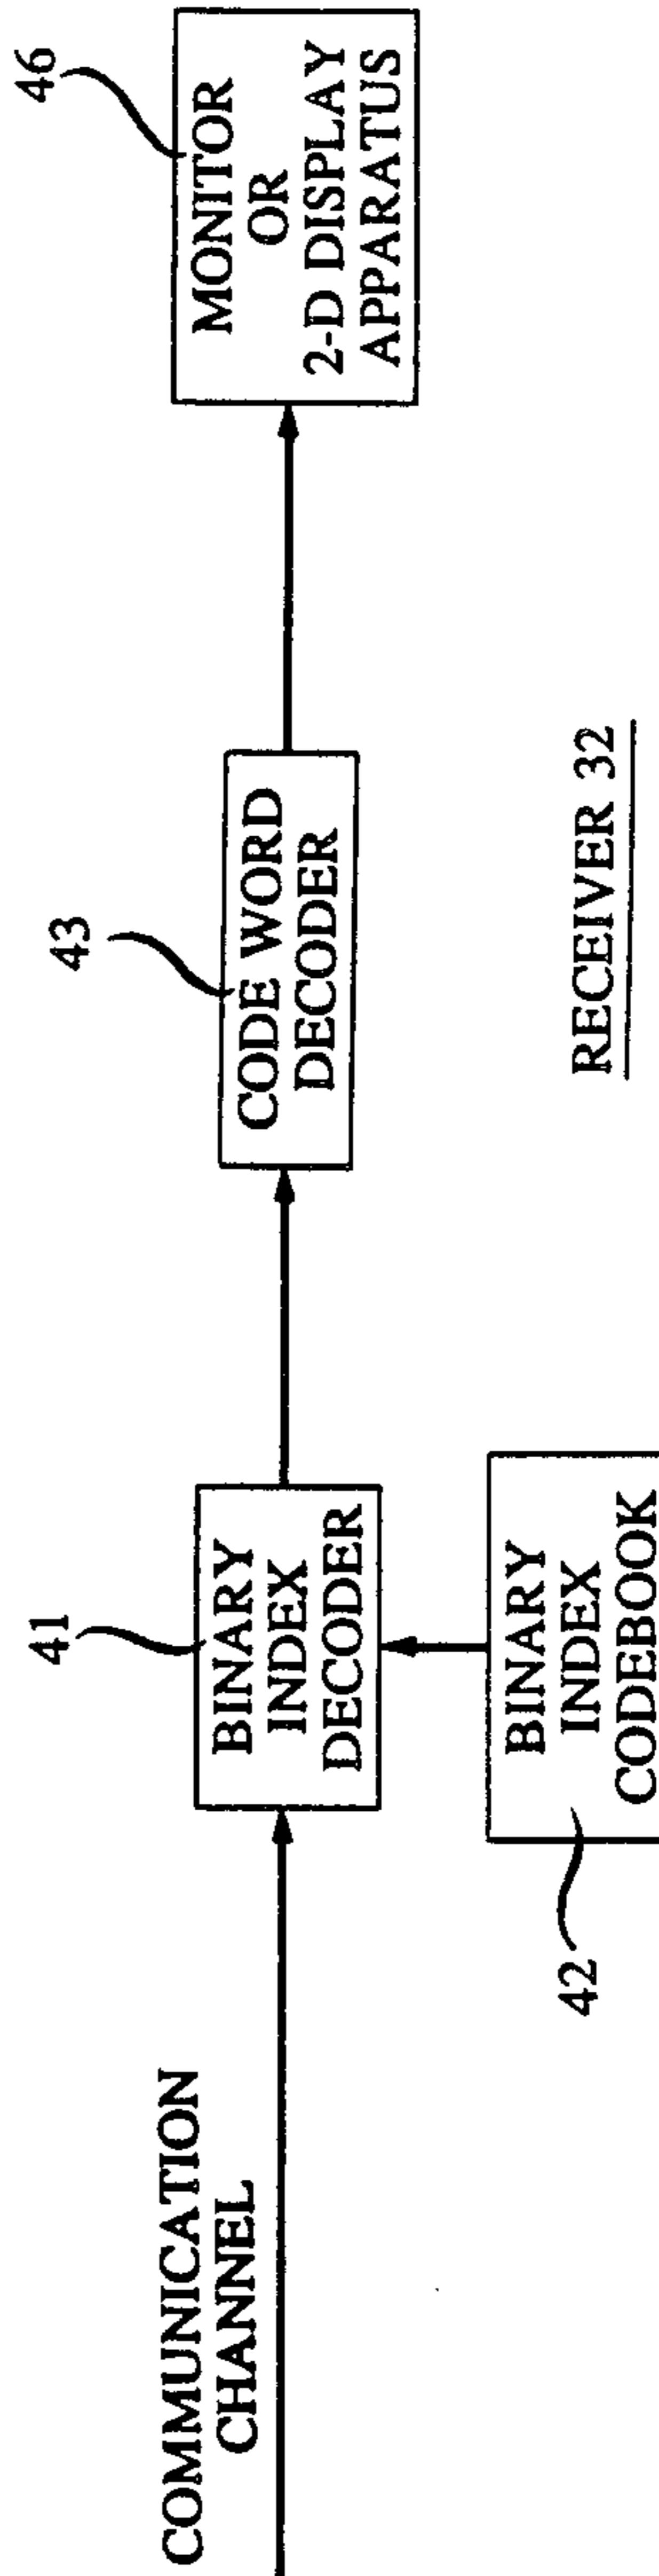 COMMUNICATION
CHANNEL
41
BINARY
INDEX
DECODER
42
BINARY
INDEX
CODEBOOK
43
CODE WORD
DECODER
46
MONITOR
OR
2-D DISPLAY
APPARATUS
RECEIVER 32